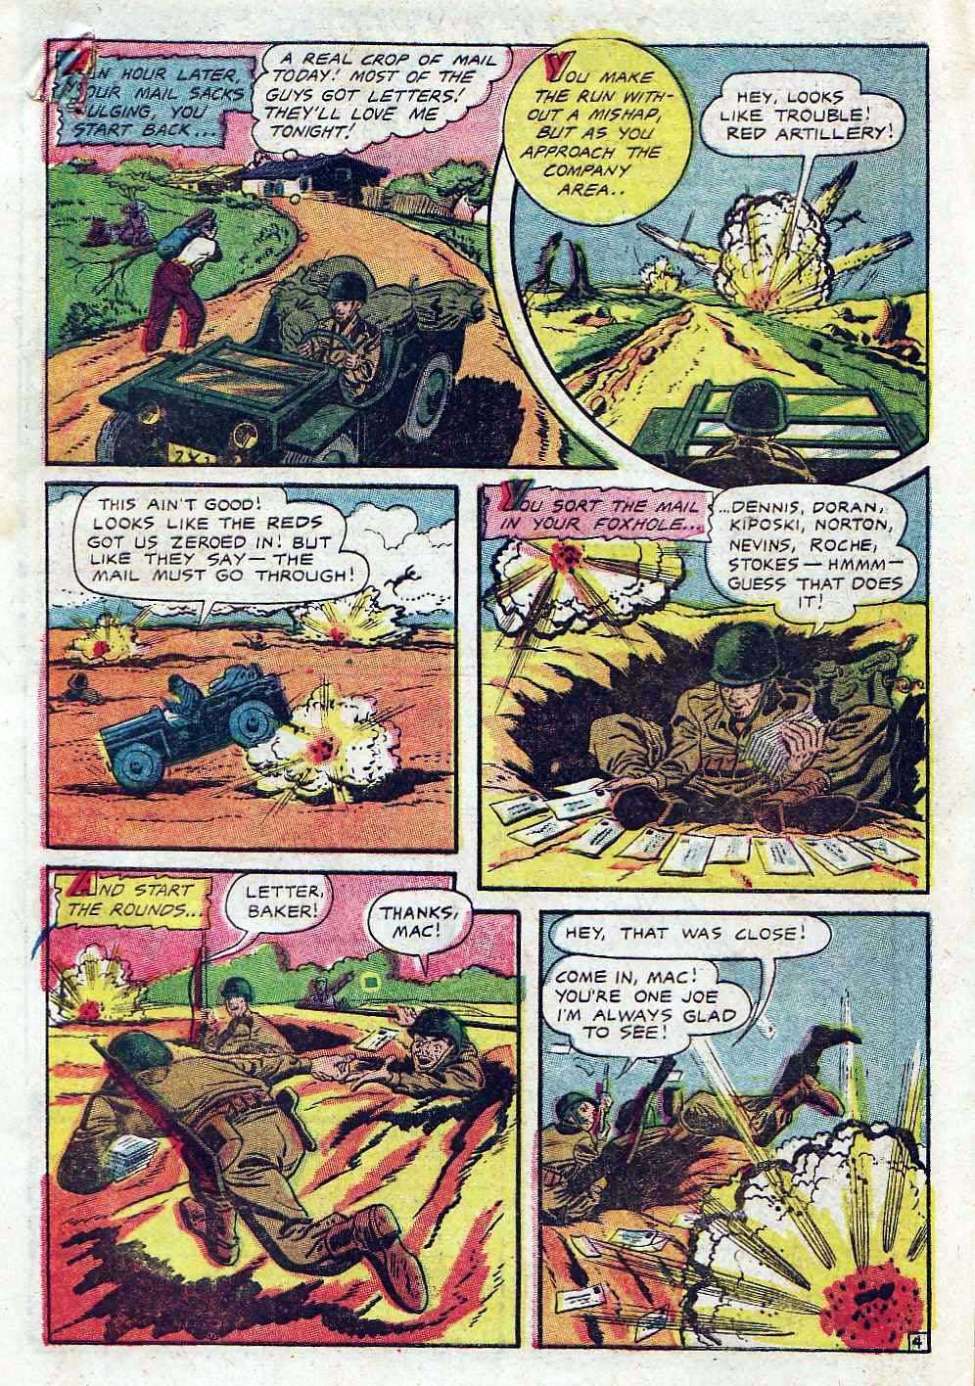 AN HOUR LATER,
YOUR MAIL SACKS
BULGING, YOU
START BACK...
A REAL CROP OF MAIL
TODAY! MOST OF THE
GUYS GOT LETTERS!
THEY'LL LOVE ME
TONIGHT!
YOU MAKE
THE RUN WITH-
OUT A MISHAP,
BUT AS YOU
APPROACH THE
COMPANY
AREA..
HEY, LOOKS
LIKE TROUBLE!
RED ARTILLERY!
THIS AIN'T GOOD!
LOOKS LIKE THE REDS
GOT US ZEROED IN! BUT
LIKE THEY SAY — THE
MAIL MUST GO THROUGH!
YOU SORT THE MAIL
IN YOUR FOXHOLE...
...DENNIS, DORAN,
KIPOSKI, NORTON,
NEVINS, ROCHE,
STOKES — HMMM —
GUESS THAT DOES
IT!
AND START
THE ROUNDS...
LETTER,
BAKER!
THANKS,
MAC!
HEY, THAT WAS CLOSE!
COME IN, MAC!
YOU'RE ONE JOE
I'M ALWAYS GLAD
TO SEE!
4